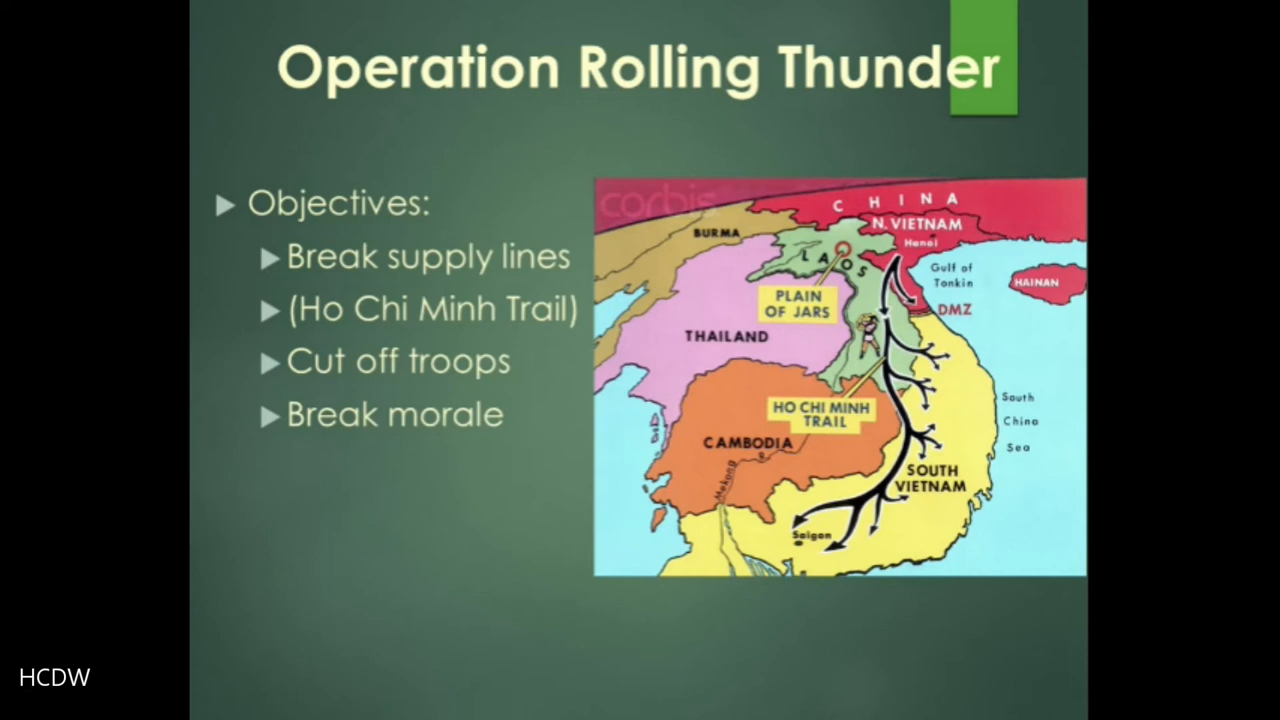 Operation Rolling Thunder
Objectives:
Break supply lines
(Ho Chi Minh Trail)
Cut off troops
Break morale
corbis
CHINA
N. VIETNAM
BURMA
Hanoi
LAOS
Gulf of
Tonkin
HAINAN
PLAIN
OF JARS
DMZ
THAILAND
HO CHI MINH
TRAIL
South
China
Sea
CAMBODIA
Mekong
SOUTH
VIETNAM
Saigon
HCDW